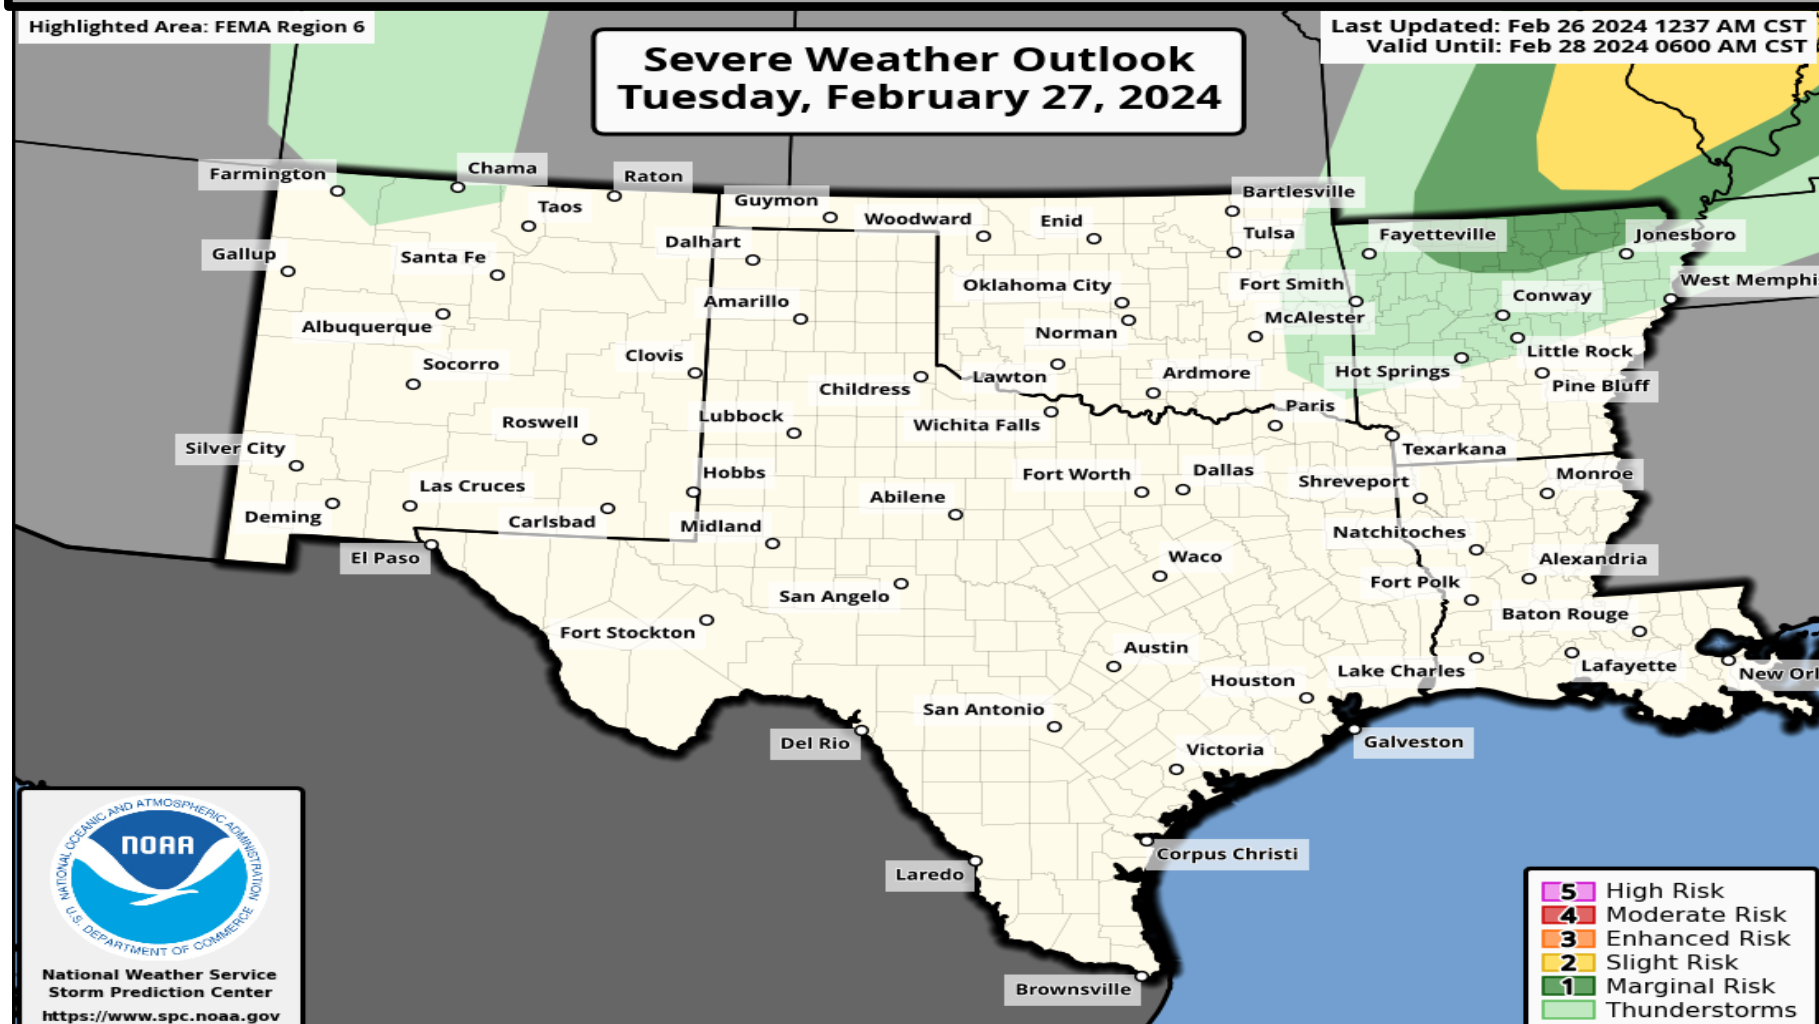 Highlighted Area: FEMA Region 6
Severe Weather Outlook
Tuesday, February 27, 2024
Last Updated: Feb 26 2024 1237 AM CST
Valid Until: Feb 28 2024 0600 AM CST
Farmington
Chama
Raton
Taos
Guymon
Woodward
Enid
Bartlesville
Tulsa
Fayetteville
Jonesboro
Gallup
Santa Fe
Dalhart
Oklahoma City
Fort Smith
Conway
West Memphi
Albuquerque
Amarillo
Norman
McAlester
Little Rock
Socorro
Clovis
Childress
Lawton
Ardmore
Hot Springs
Pine Bluff
Roswell
Lubbock
Wichita Falls
Paris
Texarkana
Silver City
Las Cruces
Hobbs
Abilene
Fort Worth
Dallas
Shreveport
Monroe
Deming
Carlsbad
Midland
Natchitoches
El Paso
Waco
Alexandria
San Angelo
Fort Polk
Fort Stockton
Baton Rouge
Austin
Houston
Lake Charles
Lafayette
New Orl
San Antonio
Del Rio
Victoria
Galveston
Laredo
Corpus Christi
Brownsville
NATIONAL OCEANIC AND ATMOSPHERIC ADMINISTRATION
NOAA
U.S. DEPARTMENT OF COMMERCE
National Weather Service
Storm Prediction Center
https://www.spc.noaa.gov
5 High Risk
4 Moderate Risk
3 Enhanced Risk
2 Slight Risk
1 Marginal Risk
Thunderstorms